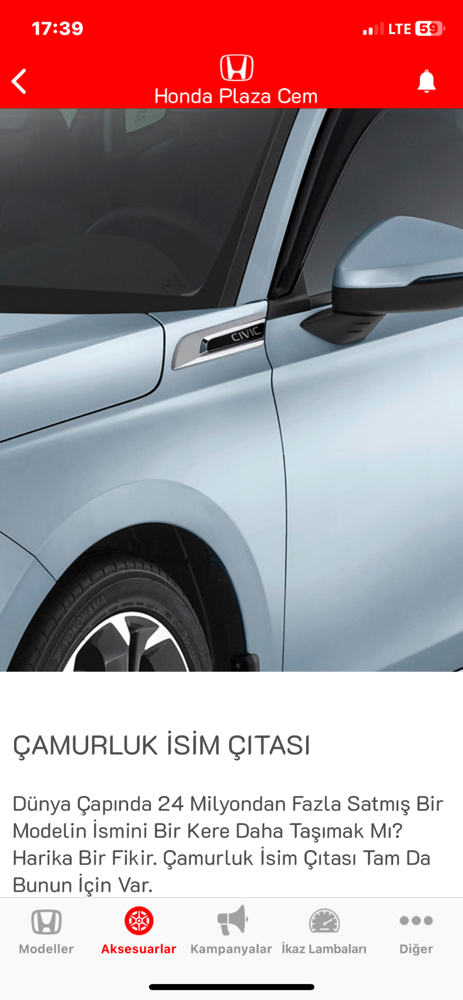 17:39
LTE
59
Honda Plaza Cem
CIVIC
YOKOHAMA
ÇAMURLUK İSİM ÇITASI
Dünya Çapında 24 Milyondan Fazla Satmış Bir
Modelin İsmini Bir Kere Daha Taşımak Mı?
Harika Bir Fikir. Çamurluk İsim Çıtası Tam Da
Bunun İçin Var.
Modeller
Aksesuarlar
Kampanyalar
İkaz Lambaları
Diğer